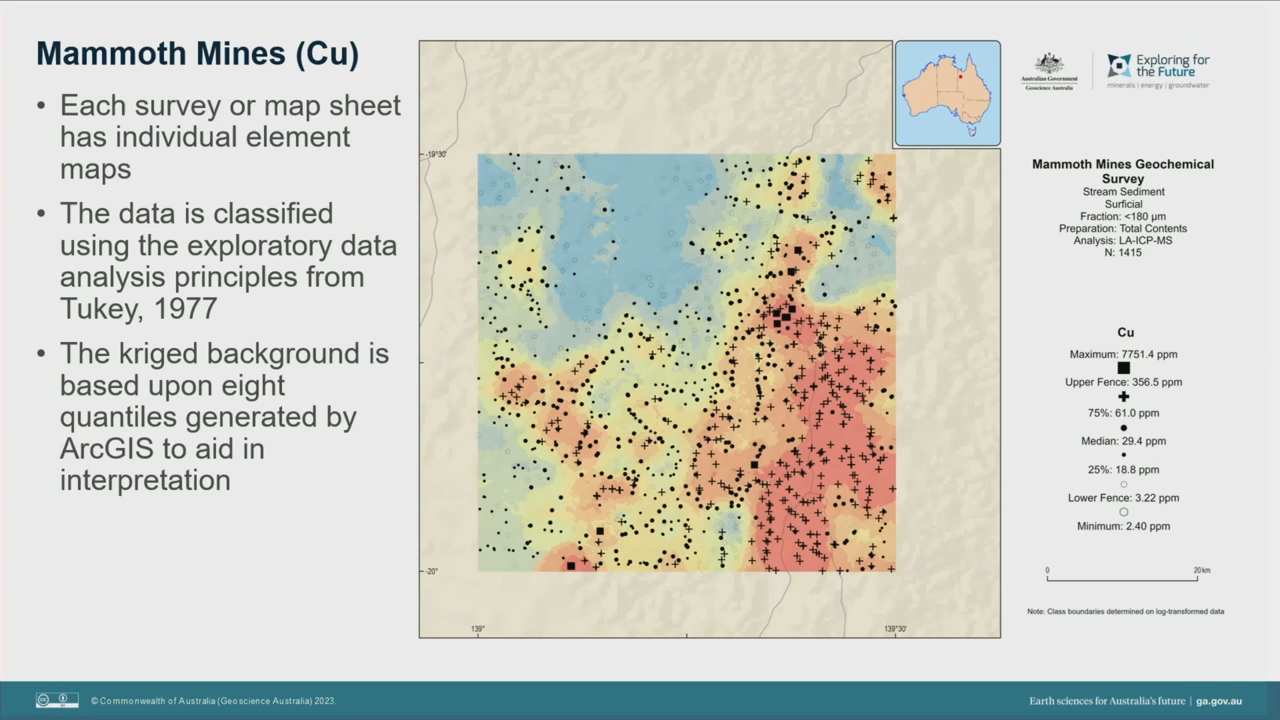 Mammoth Mines (Cu)
• Each survey or map sheet
has individual element
maps
• The data is classified
using the exploratory data
analysis principles from
Tukey, 1977
• The kriged background is
based upon eight
quantiles generated by
ArcGIS to aid in
interpretation
-19°30'
-20°
139°
139°30'
Australian Government
Geoscience Australia
Exploring for
the Future
minerals | energy | groundwater
Mammoth Mines Geochemical
Survey
Stream Sediment
Surficial
Fraction: <180 µm
Preparation: Total Contents
Analysis: LA-ICP-MS
N: 1415
Cu
Maximum: 7751.4 ppm
Upper Fence: 356.5 ppm
75%: 61.0 ppm
Median: 29.4 ppm
25%: 18.8 ppm
Lower Fence: 3.22 ppm
Minimum: 2.40 ppm
0 20 km
Note: Class boundaries determined on log-transformed data
© Commonwealth of Australia (Geoscience Australia) 2023.
Earth sciences for Australia's future | ga.gov.au